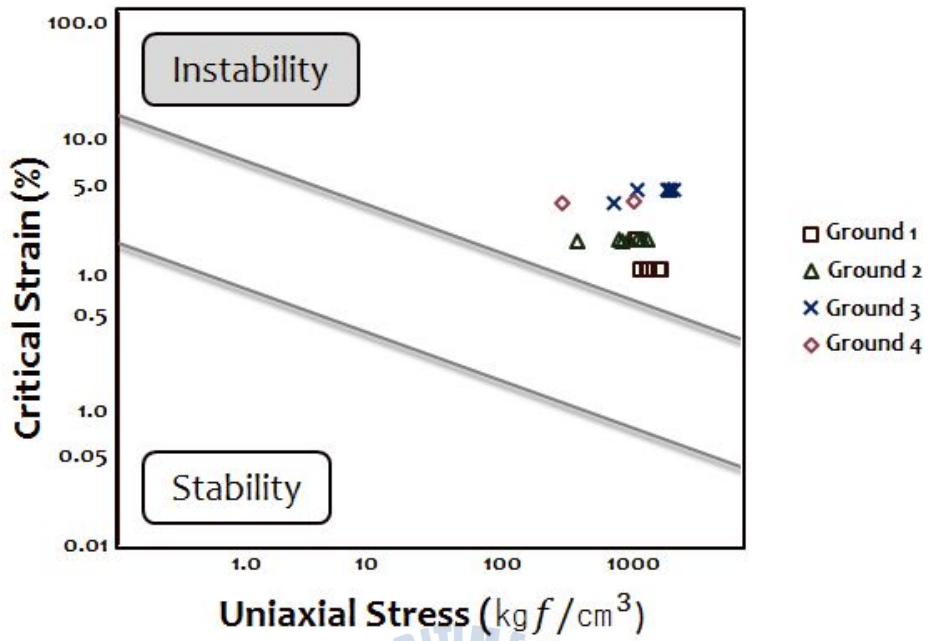 100.0
Instability
10.0
5.0
1.0
0.5
1.0
0.05
0.01
Critical Strain (%)
Stability
1.0 10 100 1000
Uniaxial Stress (kgf/cm³)
Ground 1
Ground 2
Ground 3
Ground 4